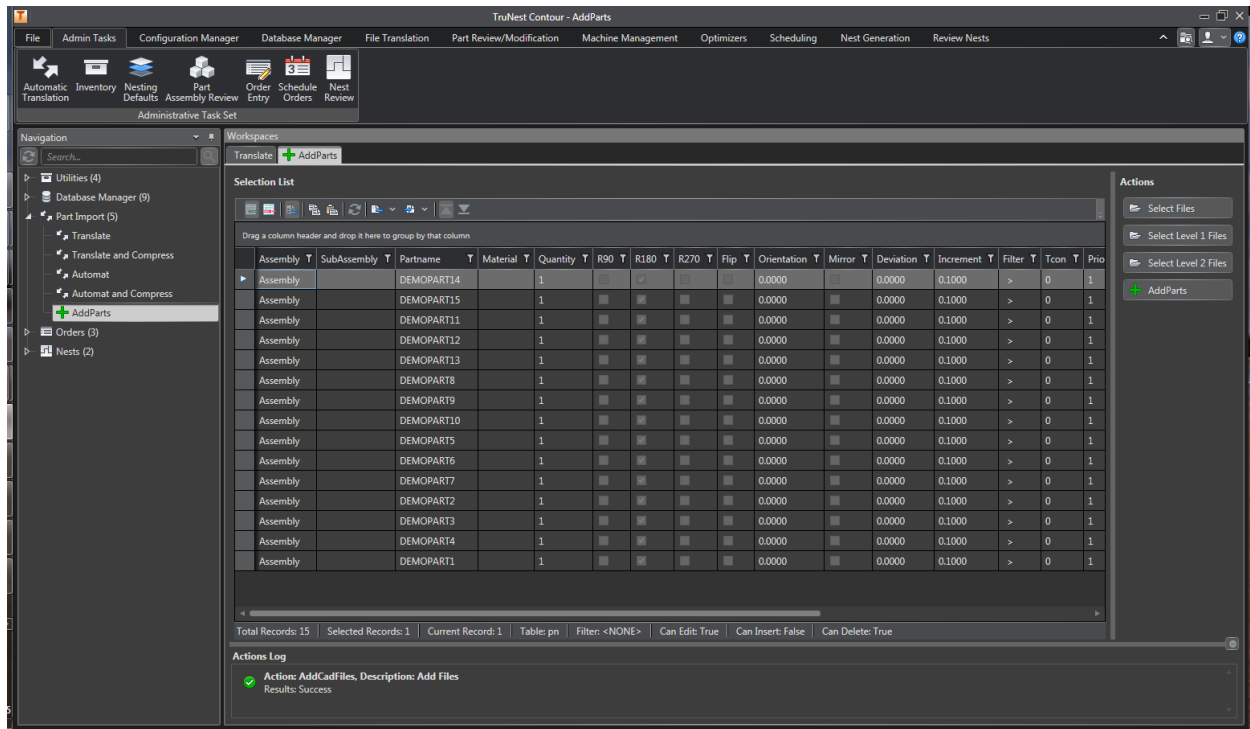 TruNest Contour - AddParts
File Admin Tasks Configuration Manager Database Manager File Translation Part Review/Modification Machine Management Optimizers Scheduling Nest Generation Review Nests
Automatic Translation
Inventory
Nesting Defaults
Part Assembly Review
Order Entry
Schedule Orders
Nest Review
Administrative Task Set
Navigation
Search...
Utilities (4)
Database Manager (9)
Part Import (5)
Translate
Translate and Compress
Automat
Automat and Compress
AddParts
Orders (3)
Nests (2)
Workspaces
Translate AddParts
Selection List
Drag a column header and drop it here to group by that column
Assembly SubAssembly Partname Material Quantity R90 R180 R270 Flip Orientation Mirror Deviation Increment Filter Tcon Prio
Assembly DEMOPART14 1 0.0000 0.0000 0.1000 > 0 1
Assembly DEMOPART15 1 0.0000 0.0000 0.1000 > 0 1
Assembly DEMOPART11 1 0.0000 0.0000 0.1000 > 0 1
Assembly DEMOPART12 1 0.0000 0.0000 0.1000 > 0 1
Assembly DEMOPART13 1 0.0000 0.0000 0.1000 > 0 1
Assembly DEMOPART8 1 0.0000 0.0000 0.1000 > 0 1
Assembly DEMOPART9 1 0.0000 0.0000 0.1000 > 0 1
Assembly DEMOPART10 1 0.0000 0.0000 0.1000 > 0 1
Assembly DEMOPART5 1 0.0000 0.0000 0.1000 > 0 1
Assembly DEMOPART6 1 0.0000 0.0000 0.1000 > 0 1
Assembly DEMOPART7 1 0.0000 0.0000 0.1000 > 0 1
Assembly DEMOPART2 1 0.0000 0.0000 0.1000 > 0 1
Assembly DEMOPART3 1 0.0000 0.0000 0.1000 > 0 1
Assembly DEMOPART4 1 0.0000 0.0000 0.1000 > 0 1
Assembly DEMOPART1 1 0.0000 0.0000 0.1000 > 0 1
Total Records: 15 Selected Records: 1 Current Record: 1 Table: pn Filter: <NONE> Can Edit: True Can Insert: False Can Delete: True
Actions
Select Files
Select Level 1 Files
Select Level 2 Files
AddParts
Actions Log
Action: AddCadFiles, Description: Add Files
Results: Success